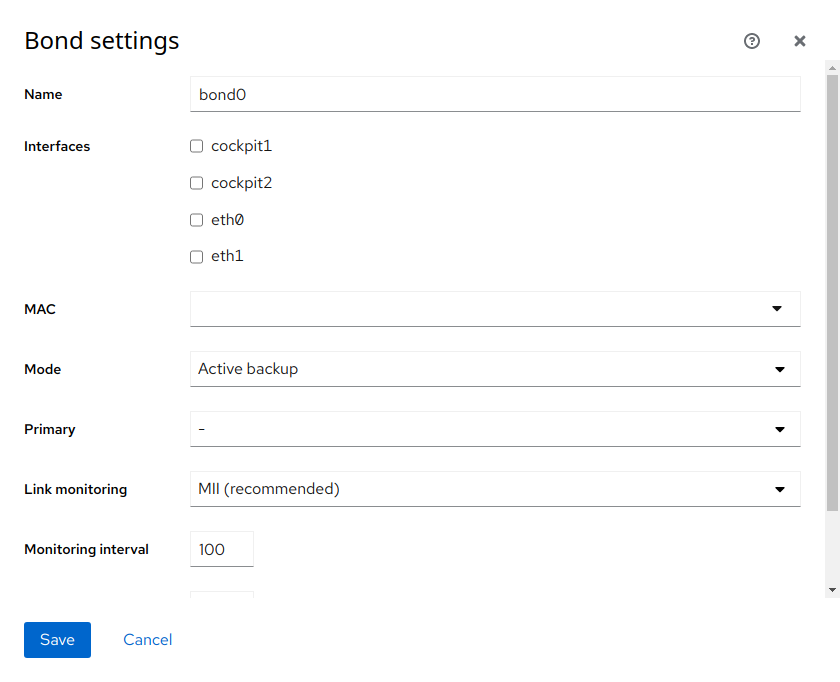 Bond settings
Name bond0
Interfaces cockpit1
cockpit2
eth0
eth1
MAC
Mode Active backup
Primary -
Link monitoring MII (recommended)
Monitoring interval 100
Save Cancel